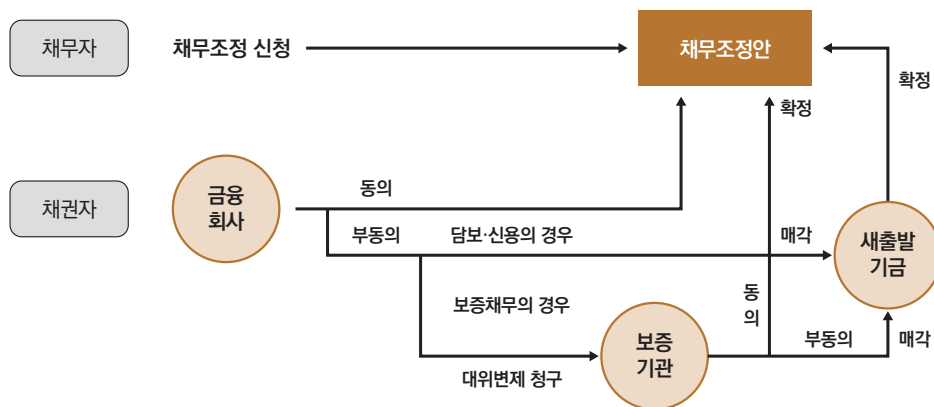 채무자
채무조정 신청
채무조정안
확정
확정
채권자
금융
회사
동의
부동의
담보·신용의 경우
매각
새출발
기금
보증채무의 경우
동
의
보증
기관
부동의
매각
대위변제 청구